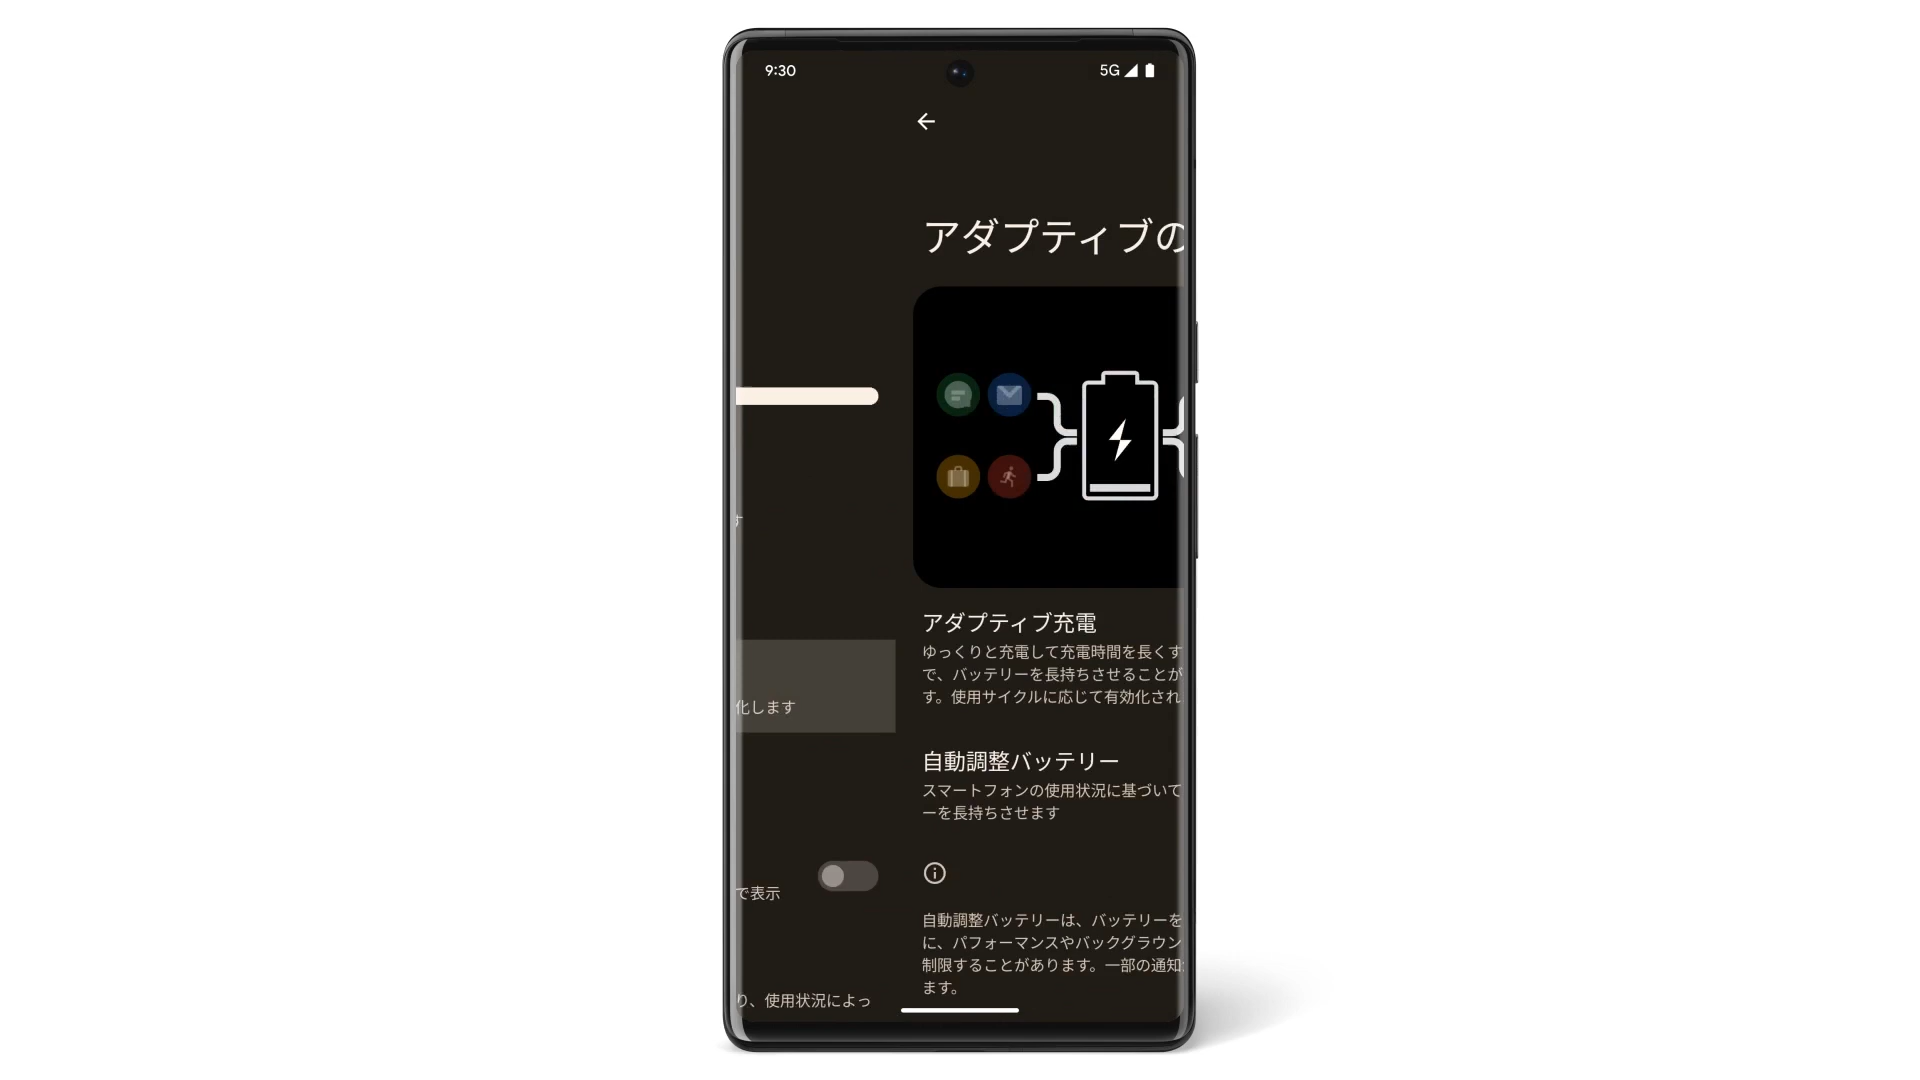 9:30
5G
アダプティブの
す
化します
で表示
り、使用状況によっ
アダプティブ充電
ゆっくりと充電して充電時間を長くす
で、バッテリーを長持ちさせることが
す。使用サイクルに応じて有効化され
自動調整バッテリー
スマートフォンの使用状況に基づいて
ーを長持ちさせます
自動調整バッテリーは、バッテリーを
に、パフォーマンスやバックグラウン
制限することがあります。一部の通知
ます。